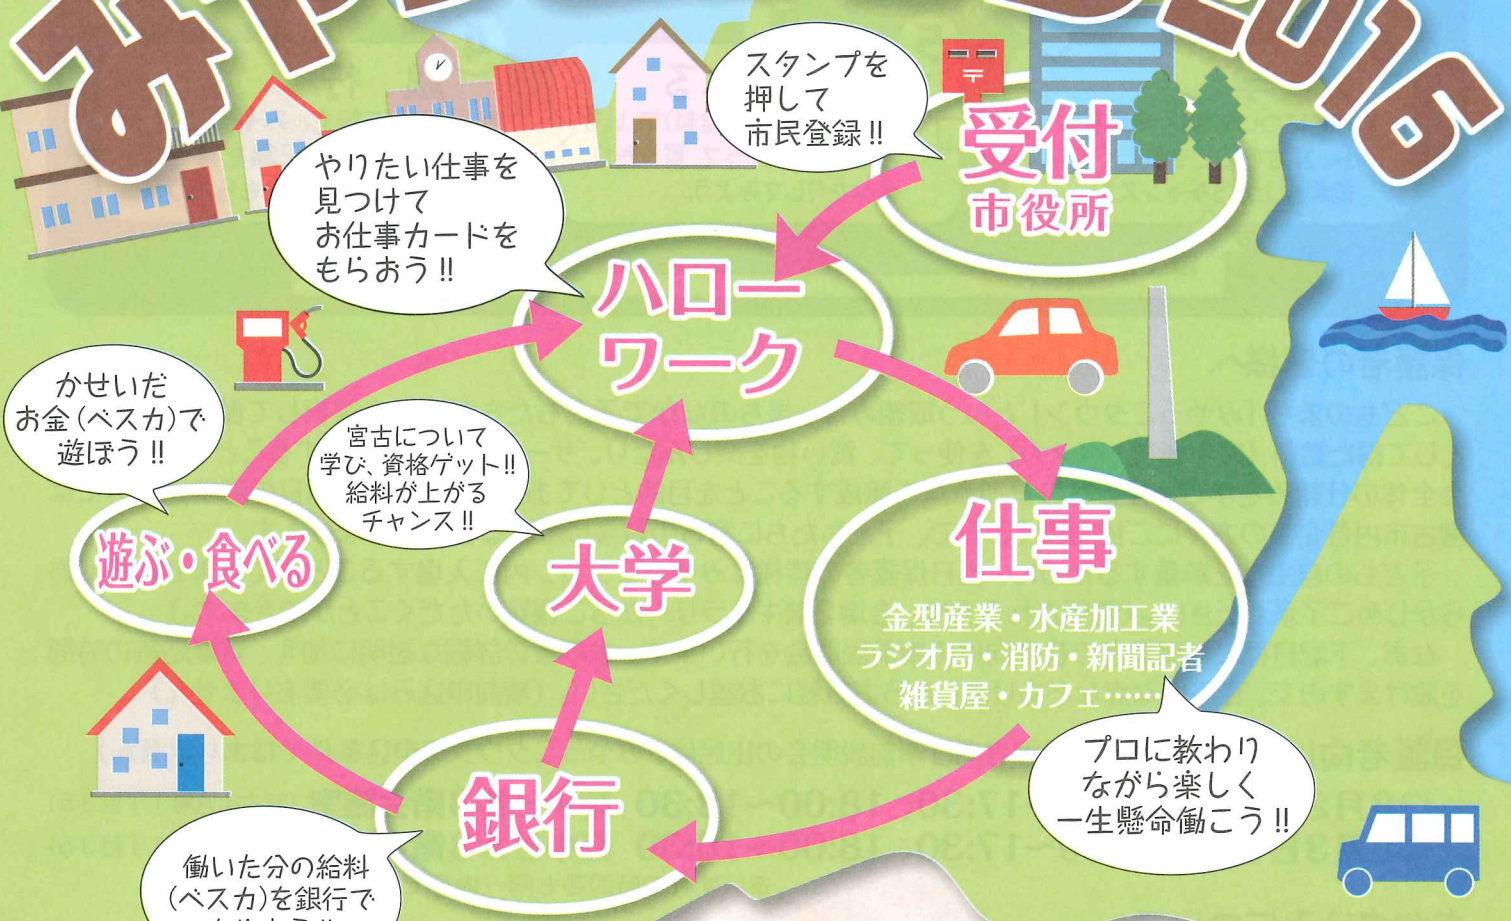 2016
スタンプを
押して
市民登録!!
受付
市役所
やりたい仕事を
見つけて
お仕事カードを
もらおう!!
ハロー
ワーク
かせいだ
お金(ベスカ)で
遊ぼう!!
宮古について
学び、資格ゲット!!
給料が上がる
チャンス!!
遊ぶ・食べる
大学
仕事
金型産業・水産加工業
ラジオ局・消防・新聞記者
雑貨屋・カフェ……
プロに教わり
ながら楽しく
一生懸命働こう!!
銀行
働いた分の給料
(ベスカ)を銀行で